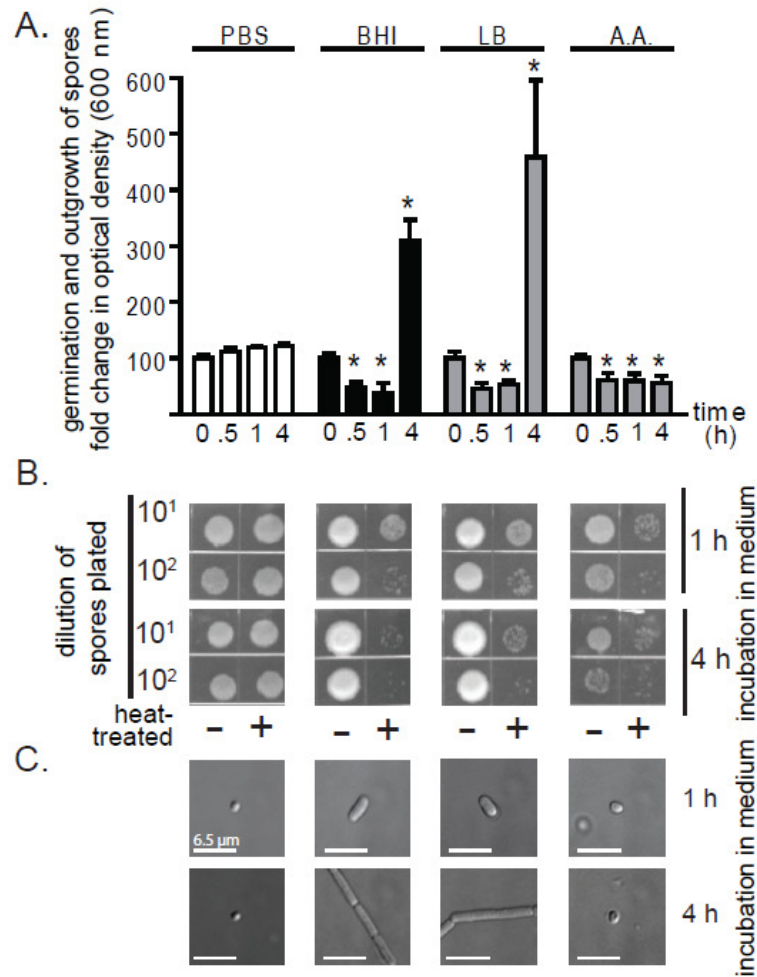 A.
PBS BHI LB A.A.
germination and outgrowth of spores
fold change in optical density (600 nm)
600
500
400
300
200
100
*
* * *
* * *
* * *
0 .5 1 4 0 .5 1 4 0 .5 1 4 0 .5 1 4
time
(h)
B.
dilution of
spores plated
10¹
10²
10¹
10²
1 h
4 h
incubation in medium
heat-
treated
– + – + – + – +
C.
6.5 µm
1 h
4 h
incubation in medium